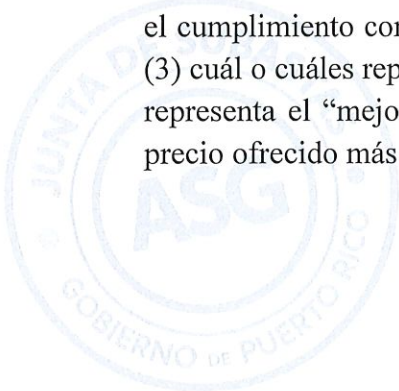 el cumplimiento con
(3) cuál o cuáles rep
representa el “mejo
precio ofrecido más
JUNTA DE SUBASTAS
ASG
GOBIERNO DE PUERTO RICO